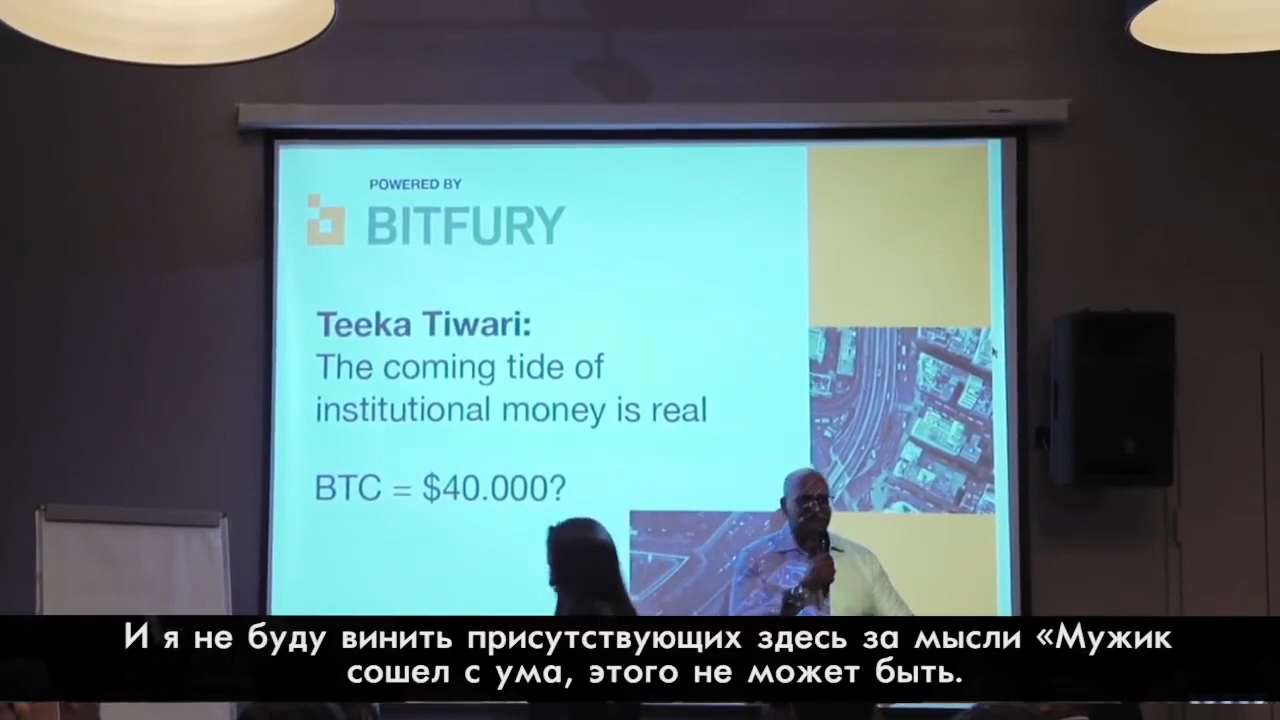 POWERED BY
BITFURY
Teeka Tiwari:
The coming tide of
institutional money is real
BTC = $40.000?
И я не буду винить присутствующих здесь за мысли «Мужик
сошел с ума, этого не может быть.